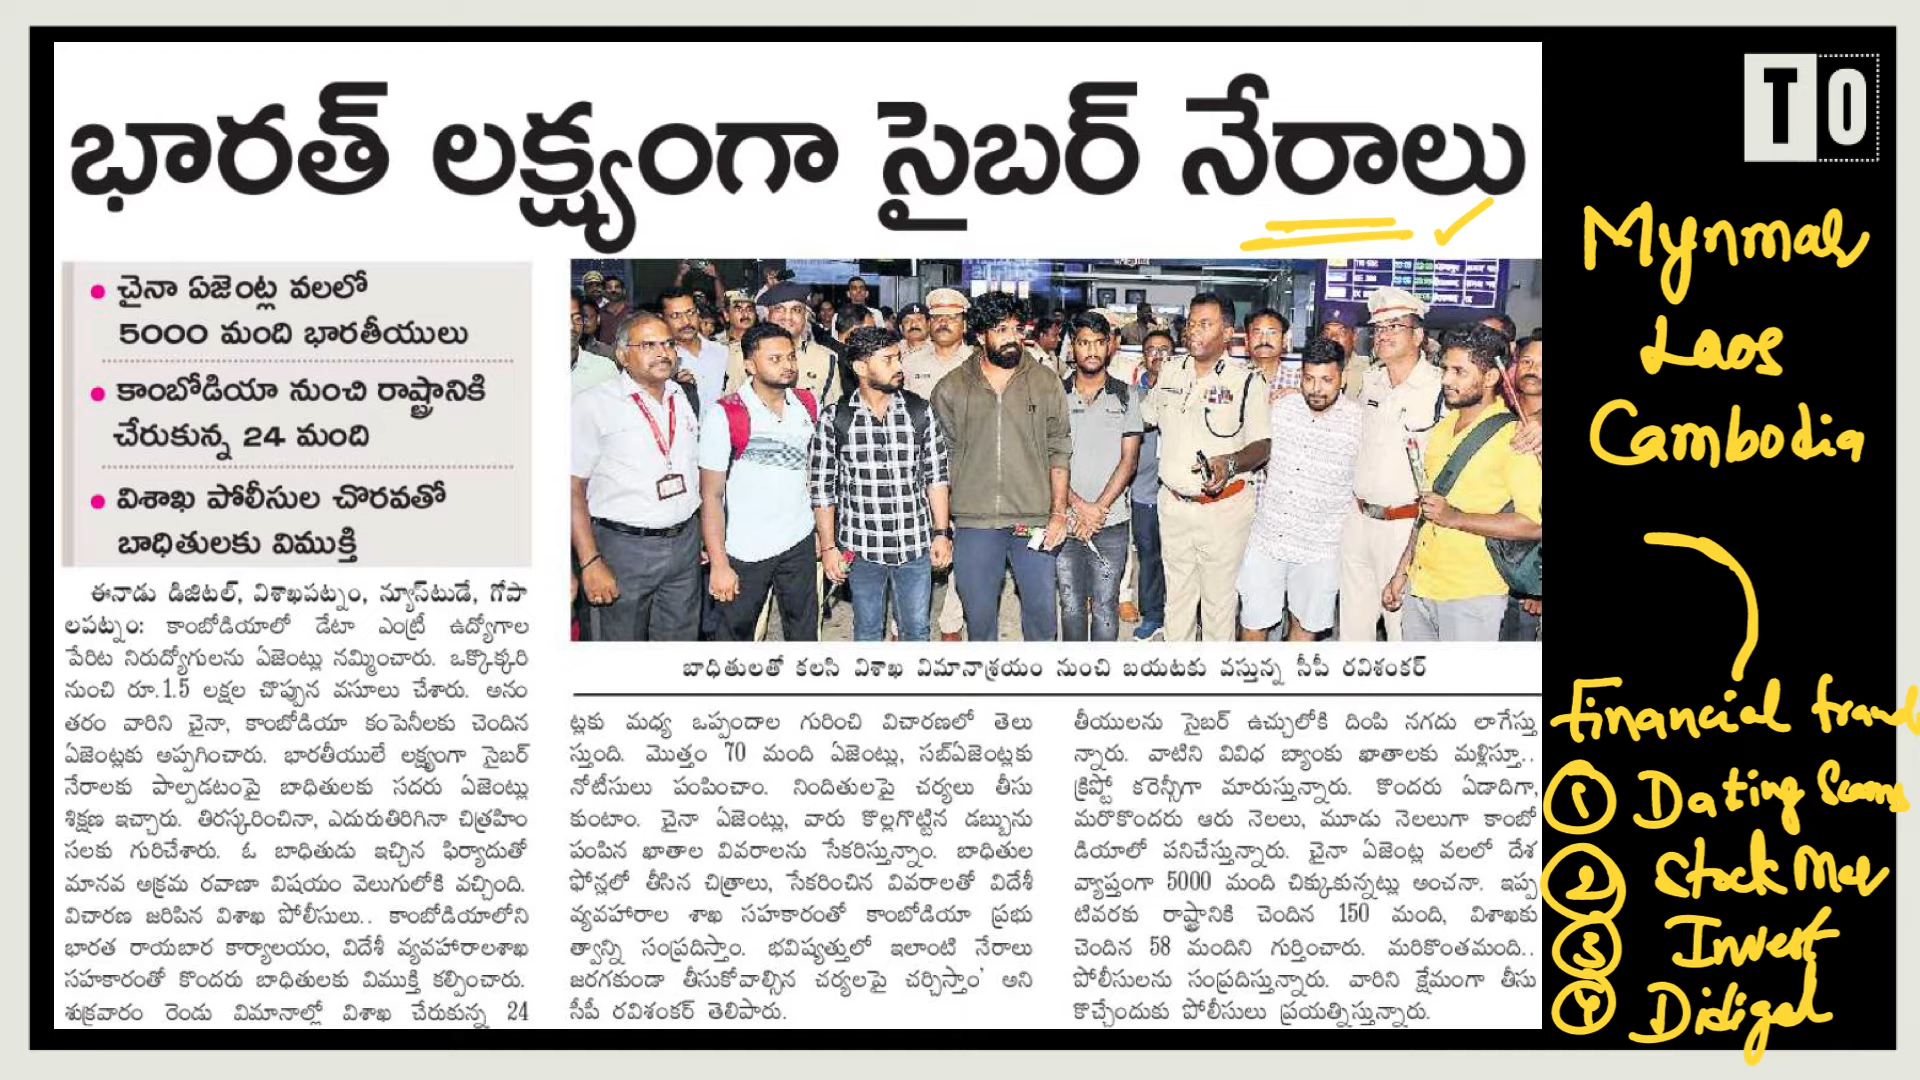 భారత్ లక్ష్యంగా సైబర్ నేరాలు
TO
• చైనా ఏజెంట్ల వలలో
5000 మంది భారతీయులు
• కాంబోడియా నుంచి రాష్ట్రానికి
చేరుకున్న 24 మంది
• విశాఖ పోలీసుల చొరవతో
బాధితులకు విముక్తి
ఈనాడు డిజిటల్, విశాఖపట్నం, న్యూస్‌టుడే, గోపా
లపట్నం: కాంబోడియాలో డేటా ఎంట్రీ ఉద్యోగాల
పేరిట నిరుద్యోగులను ఏజెంట్లు నమ్మించారు. ఒక్కొక్కరి
నుంచి రూ.1.5 లక్షల చొప్పున వసూలు చేశారు. అనం
తరం వారిని చైనా, కాంబోడియా కంపెనీలకు చెందిన
ఏజెంట్లకు అప్పగించారు. భారతీయులే లక్ష్యంగా సైబర్
నేరాలకు పాల్పడటంపై బాధితులకు సదరు ఏజెంట్లు
శిక్షణ ఇచ్చారు. తిరస్కరించినా, ఎదురుతిరిగినా చిత్రహిం
సలకు గురిచేశారు. ఓ బాధితుడు ఇచ్చిన ఫిర్యాదుతో
మానవ అక్రమ రవాణా విషయం వెలుగులోకి వచ్చింది.
విచారణ జరిపిన విశాఖ పోలీసులు.. కాంబోడియాలోని
భారత రాయబార కార్యాలయం, విదేశీ వ్యవహారాలశాఖ
సహకారంతో కొందరు బాధితులకు విముక్తి కల్పించారు.
శుక్రవారం రెండు విమానాల్లో విశాఖ చేరుకున్న 24
బాధితులతో కలసి విశాఖ విమానాశ్రయం నుంచి బయటకు వస్తున్న సీపీ రవిశంకర్
ట్లకు మధ్య ఒప్పందాల గురించి విచారణలో తెలు
స్తుంది. మొత్తం 70 మంది ఏజెంట్లు, సబ్‌ఏజెంట్లకు
నోటీసులు పంపించాం. నిందితులపై చర్యలు తీసు
కుంటాం. చైనా ఏజెంట్లు, వారు కొల్లగొట్టిన డబ్బును
పంపిన ఖాతాల వివరాలను సేకరిస్తున్నాం. బాధితుల
ఫోన్లలో తీసిన చిత్రాలు, సేకరించిన వివరాలతో విదేశీ
వ్యవహారాల శాఖ సహకారంతో కాంబోడియా ప్రభు
త్వాన్ని సంప్రదిస్తాం. భవిష్యత్తులో ఇలాంటి నేరాలు
జరగకుండా తీసుకోవాల్సిన చర్యలపై చర్చిస్తాం' అని
సీపీ రవిశంకర్ తెలిపారు.
తీయులను సైబర్ ఉచ్చులోకి దింపి నగదు లాగేస్తు
న్నారు. వాటిని వివిధ బ్యాంకు ఖాతాలకు మళ్లిస్తూ..
క్రిప్టో కరెన్సీగా మారుస్తున్నారు. కొందరు ఏడాదిగా,
మరొకొందరు ఆరు నెలలు, మూడు నెలలుగా కాంబో
డియాలో పనిచేస్తున్నారు. చైనా ఏజెంట్ల వలలో దేశ
వ్యాప్తంగా 5000 మంది చిక్కుకున్నట్లు అంచనా. ఇప్ప
టివరకు రాష్ట్రానికి చెందిన 150 మంది, విశాఖకు
చెందిన 58 మందిని గుర్తించారు. మరికొంతమంది..
పోలీసులను సంప్రదిస్తున్నారు. వారిని క్షేమంగా తీసు
కొచ్చేందుకు పోలీసులు ప్రయత్నిస్తున్నారు.
Mynmar
Laos
Cambodia
Financial fraud
1 Dating Scams
2 Stock Mar
3 Invest
4 Didigal